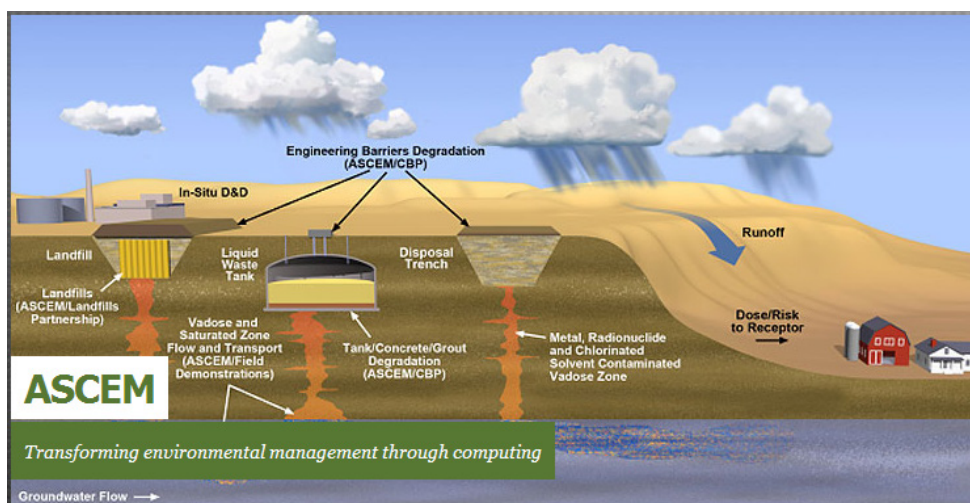 Engineering Barriers Degradation
(ASCEM/CBP)
In-Situ D&D
Landfill
Liquid
Waste
Tank
Disposal
Trench
Runoff
Landfills
(ASCEM/Landfills
Partnership)
Vadose and
Saturated Zone
Flow and Transport
(ASCEM/Field
Demonstrations)
Tank/Concrete/Grout
Degradation
(ASCEM/CBP)
Metal, Radionuclide
and Chlorinated
Solvent Contaminated
Vadose Zone
Dose/Risk
to Receptor
ASCEM
Transforming environmental management through computing
Groundwater Flow